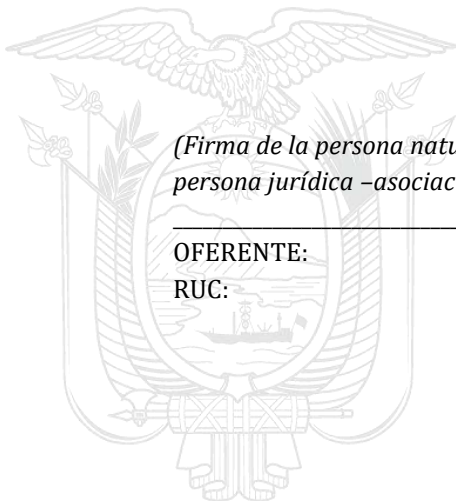 (Firma de la persona natu
persona jurídica –asociac
OFERENTE:
RUC: